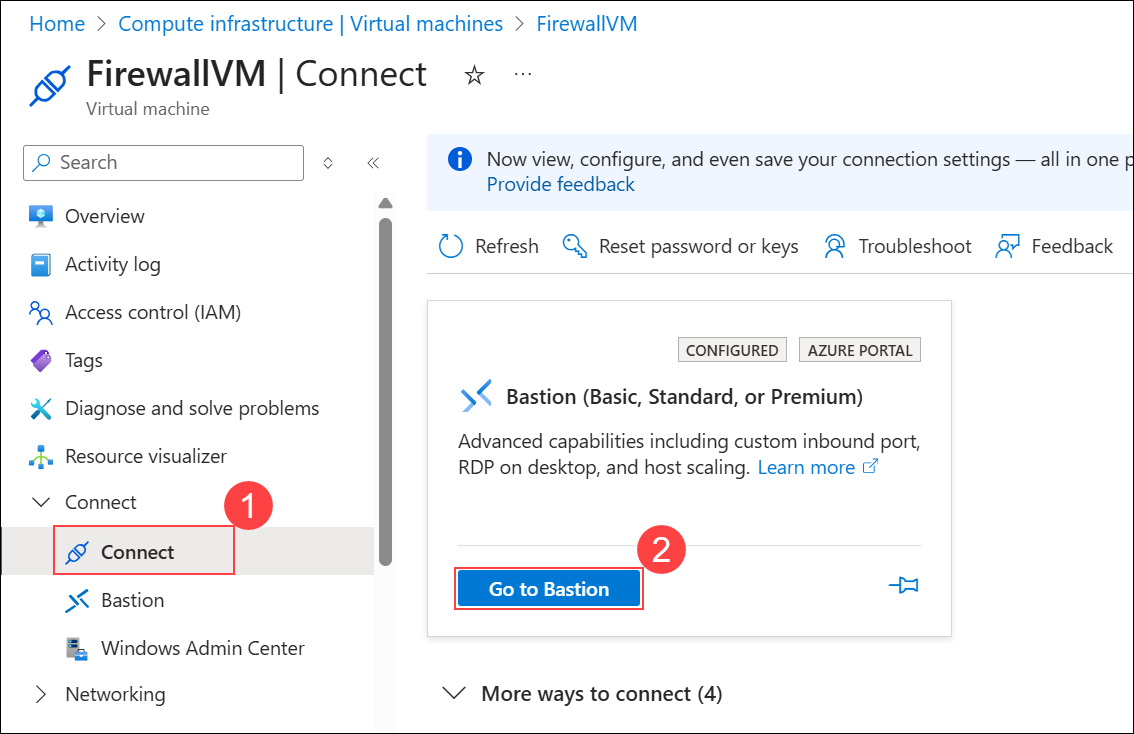 Home > Compute infrastructure | Virtual machines > FirewallVM
FirewallVM | Connect
Virtual machine
Search
Overview
Activity log
Access control (IAM)
Tags
Diagnose and solve problems
Resource visualizer
Connect
1
Connect
Bastion
Windows Admin Center
Networking
Now view, configure, and even save your connection settings — all in one p
Provide feedback
Refresh
Reset password or keys
Troubleshoot
Feedback
CONFIGURED
AZURE PORTAL
Bastion (Basic, Standard, or Premium)
Advanced capabilities including custom inbound port,
RDP on desktop, and host scaling. Learn more
2
Go to Bastion
More ways to connect (4)